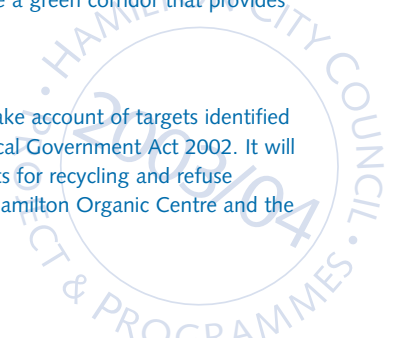 e a green corridor that provides
ake account of targets identified
cal Government Act 2002. It will
ts for recycling and refuse
amilton Organic Centre and the
HAMILTON CITY COUNCIL • PROJECT & PROGRAMMES •
2003/04